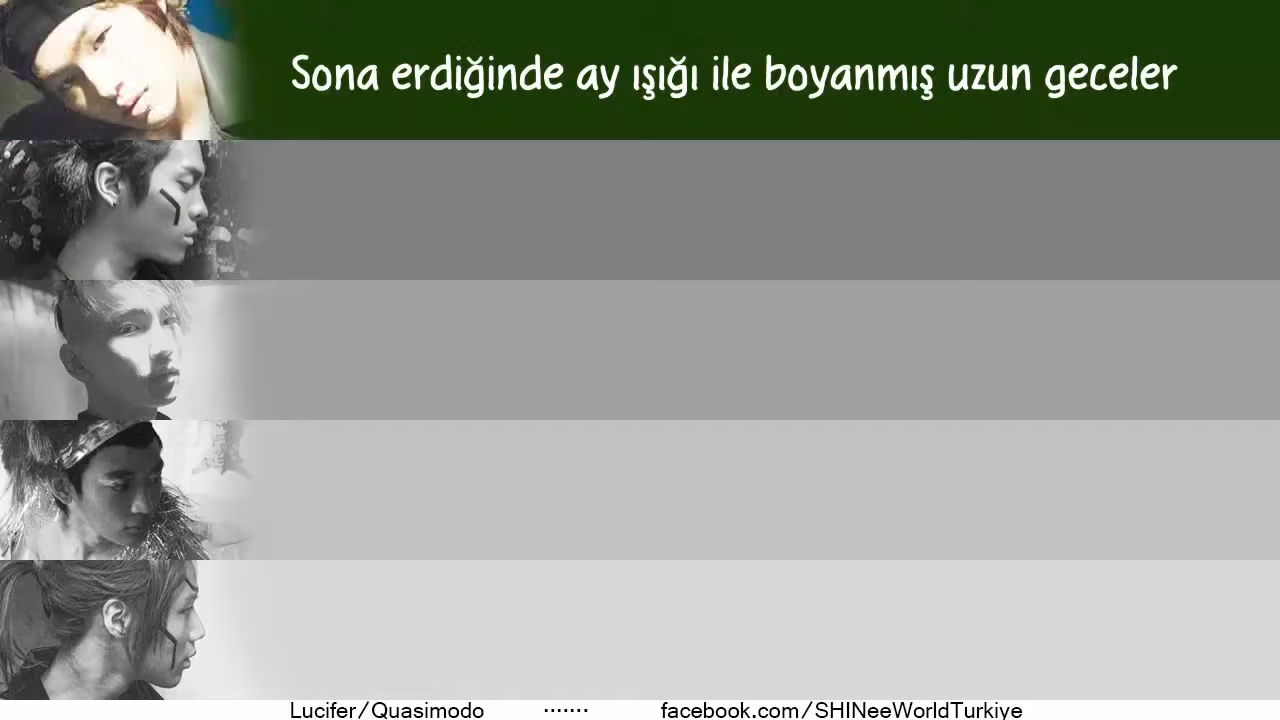 Sona erdiğinde ay ışığı ile boyanmış uzun geceler
Lucifer/Quasimodo ······· facebook.com/SHINeeWorldTurkiye